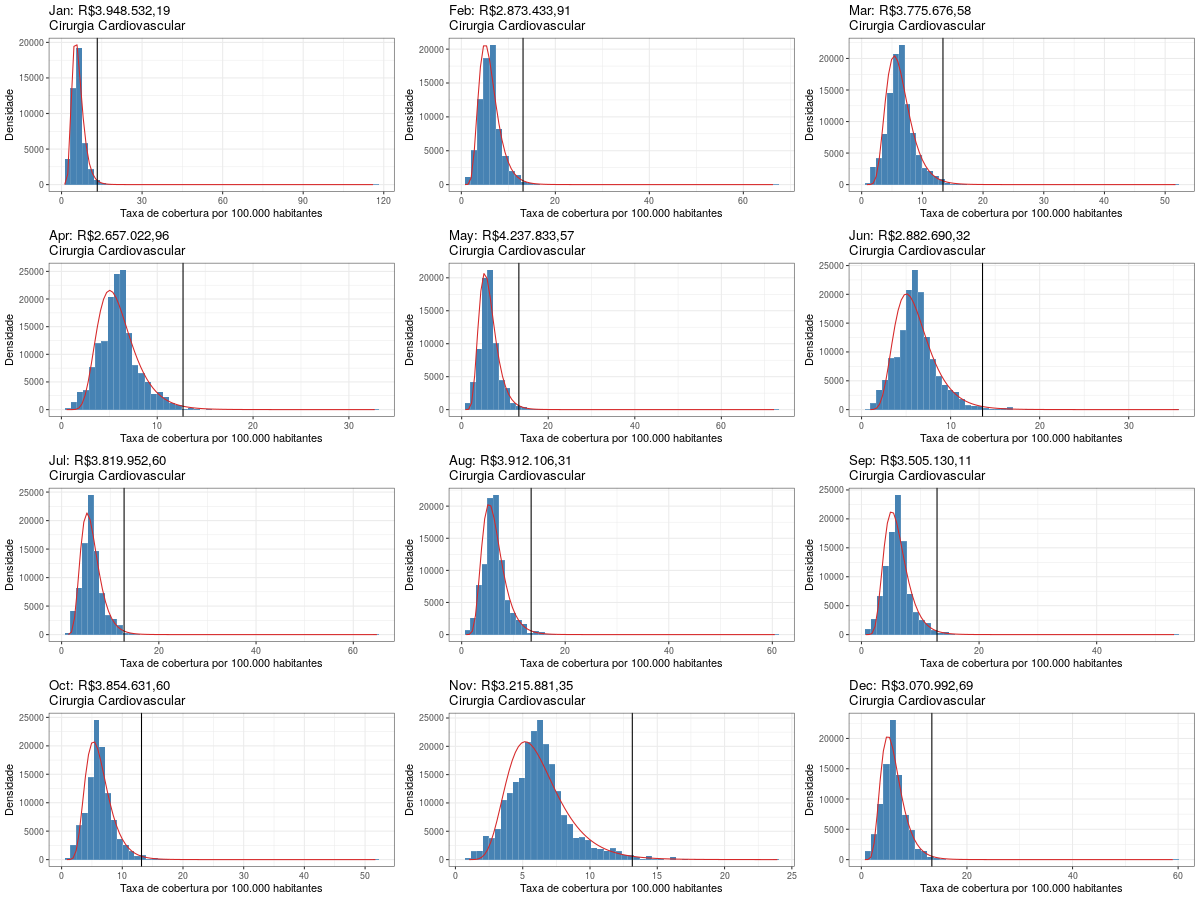 Jan: R$3.948.532,19
Cirurgia Cardiovascular
Densidade
20000
15000
10000
5000
0
0 30 60 90 120
Taxa de cobertura por 100.000 habitantes
Feb: R$2.873.433,91
Cirurgia Cardiovascular
Densidade
20000
15000
10000
5000
0
0 20 40 60
Taxa de cobertura por 100.000 habitantes
Mar: R$3.775.676,58
Cirurgia Cardiovascular
Densidade
20000
15000
10000
5000
0
0 10 20 30 40 50
Taxa de cobertura por 100.000 habitantes
Apr: R$2.657.022,96
Cirurgia Cardiovascular
Densidade
25000
20000
15000
10000
5000
0
0 10 20 30
Taxa de cobertura por 100.000 habitantes
May: R$4.237.833,57
Cirurgia Cardiovascular
Densidade
20000
15000
10000
5000
0
0 20 40 60
Taxa de cobertura por 100.000 habitantes
Jun: R$2.882.690,32
Cirurgia Cardiovascular
Densidade
25000
20000
15000
10000
5000
0
0 10 20 30
Taxa de cobertura por 100.000 habitantes
Jul: R$3.819.952,60
Cirurgia Cardiovascular
Densidade
25000
20000
15000
10000
5000
0
0 20 40 60
Taxa de cobertura por 100.000 habitantes
Aug: R$3.912.106,31
Cirurgia Cardiovascular
Densidade
20000
15000
10000
5000
0
0 20 40 60
Taxa de cobertura por 100.000 habitantes
Sep: R$3.505.130,11
Cirurgia Cardiovascular
Densidade
25000
20000
15000
10000
5000
0
0 20 40
Taxa de cobertura por 100.000 habitantes
Oct: R$3.854.631,60
Cirurgia Cardiovascular
Densidade
25000
20000
15000
10000
5000
0
0 10 20 30 40 50
Taxa de cobertura por 100.000 habitantes
Nov: R$3.215.881,35
Cirurgia Cardiovascular
Densidade
25000
20000
15000
10000
5000
0
0 5 10 15 20 25
Taxa de cobertura por 100.000 habitantes
Dec: R$3.070.992,69
Cirurgia Cardiovascular
Densidade
20000
15000
10000
5000
0
0 20 40 60
Taxa de cobertura por 100.000 habitantes